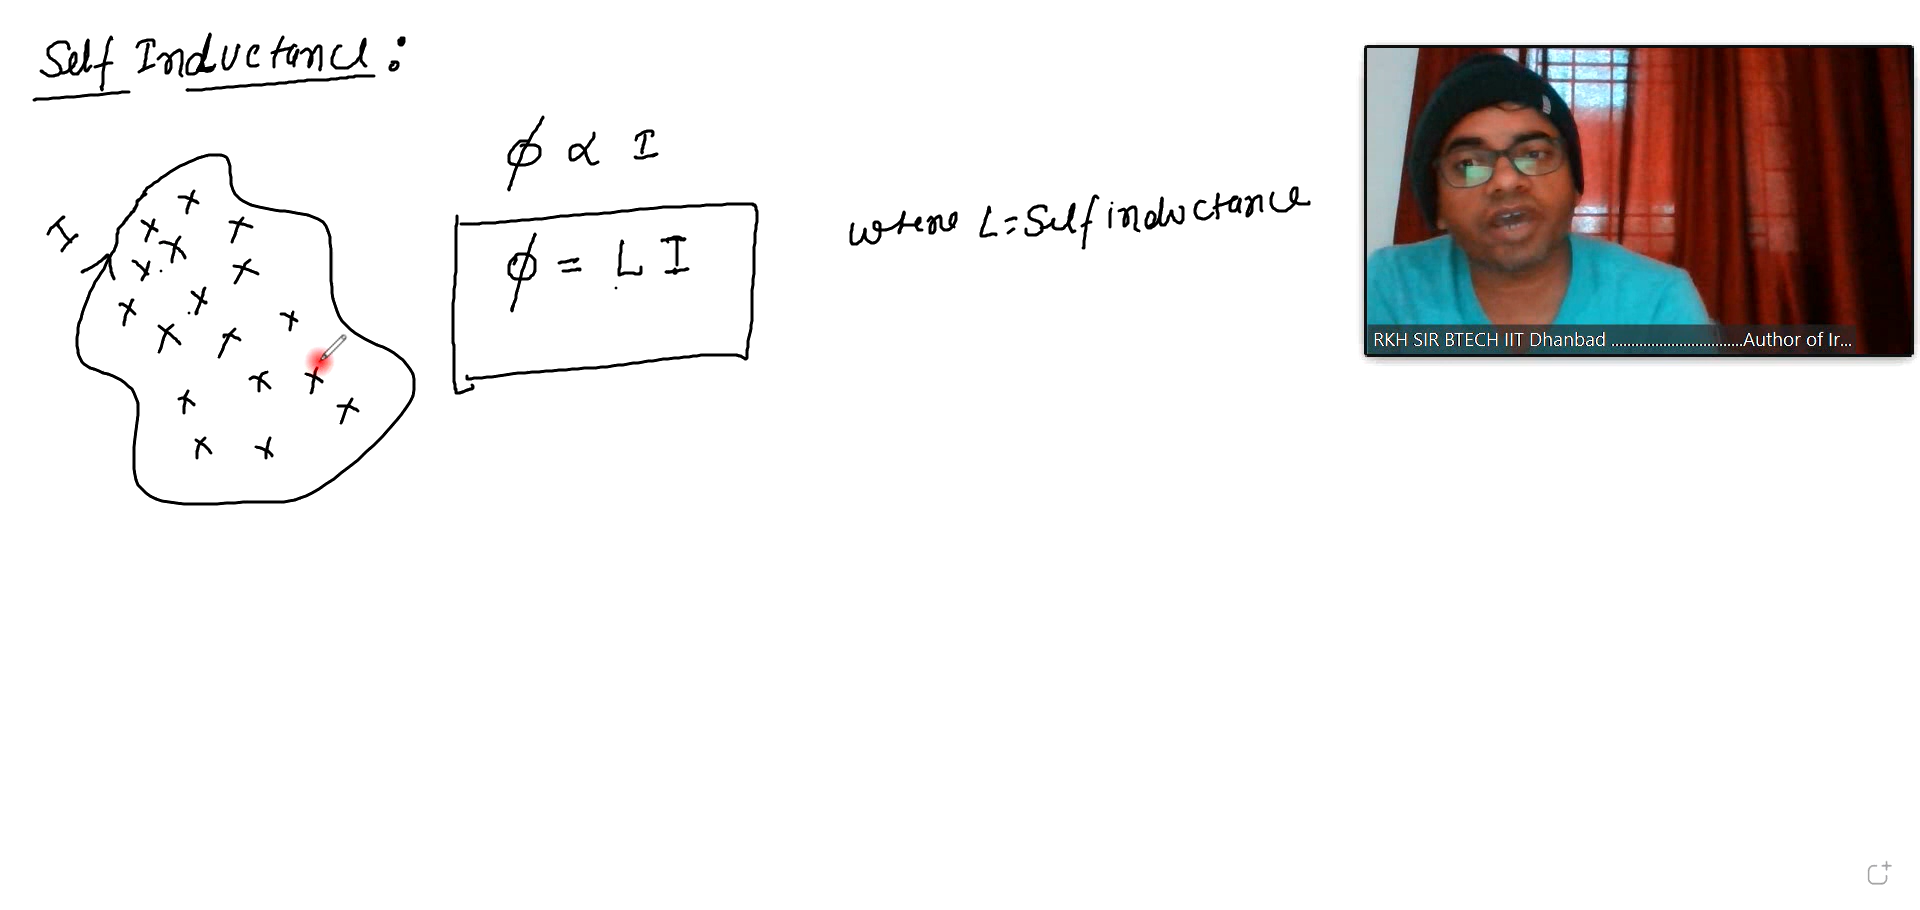 Self Inductance :
I
ϕ ∝ I
ϕ = L I
where L = Self inductance
RKH SIR BTECH IIT Dhanbad ................................Author of Ir...